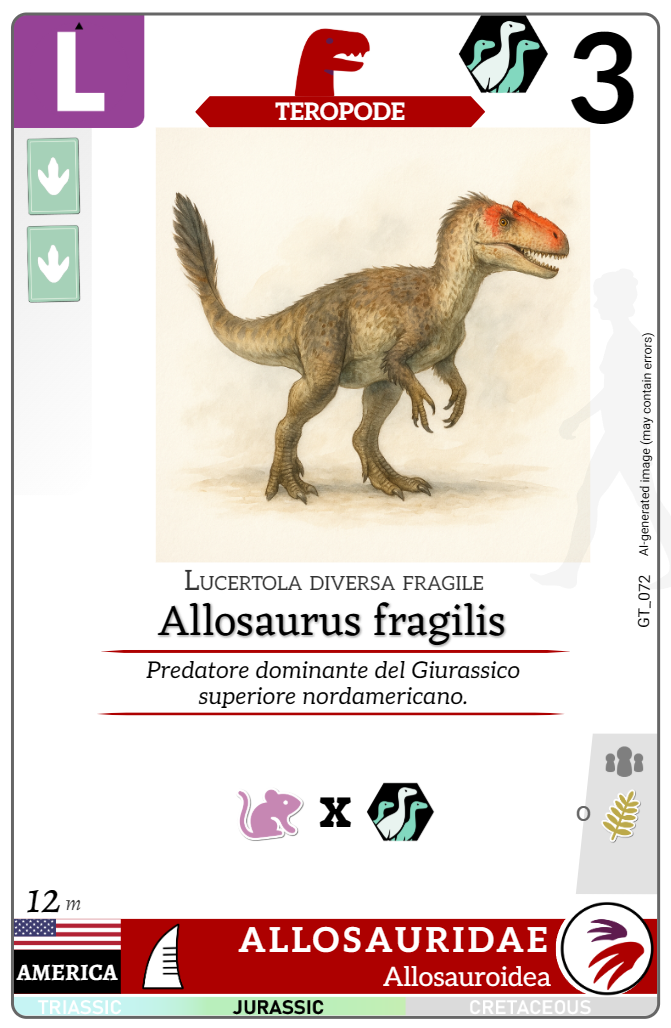 L
3
TEROPODE
AI-generated image (may contain errors)
GT_072
Lucertola diversa fragile
Allosaurus fragilis
Predatore dominante del Giurassico
superiore nordamericano.
x
o
12 m
ALLOSAURIDAE
AMERICA
Allosauroidea
TRIASSIC
JURASSIC
CRETACEOUS